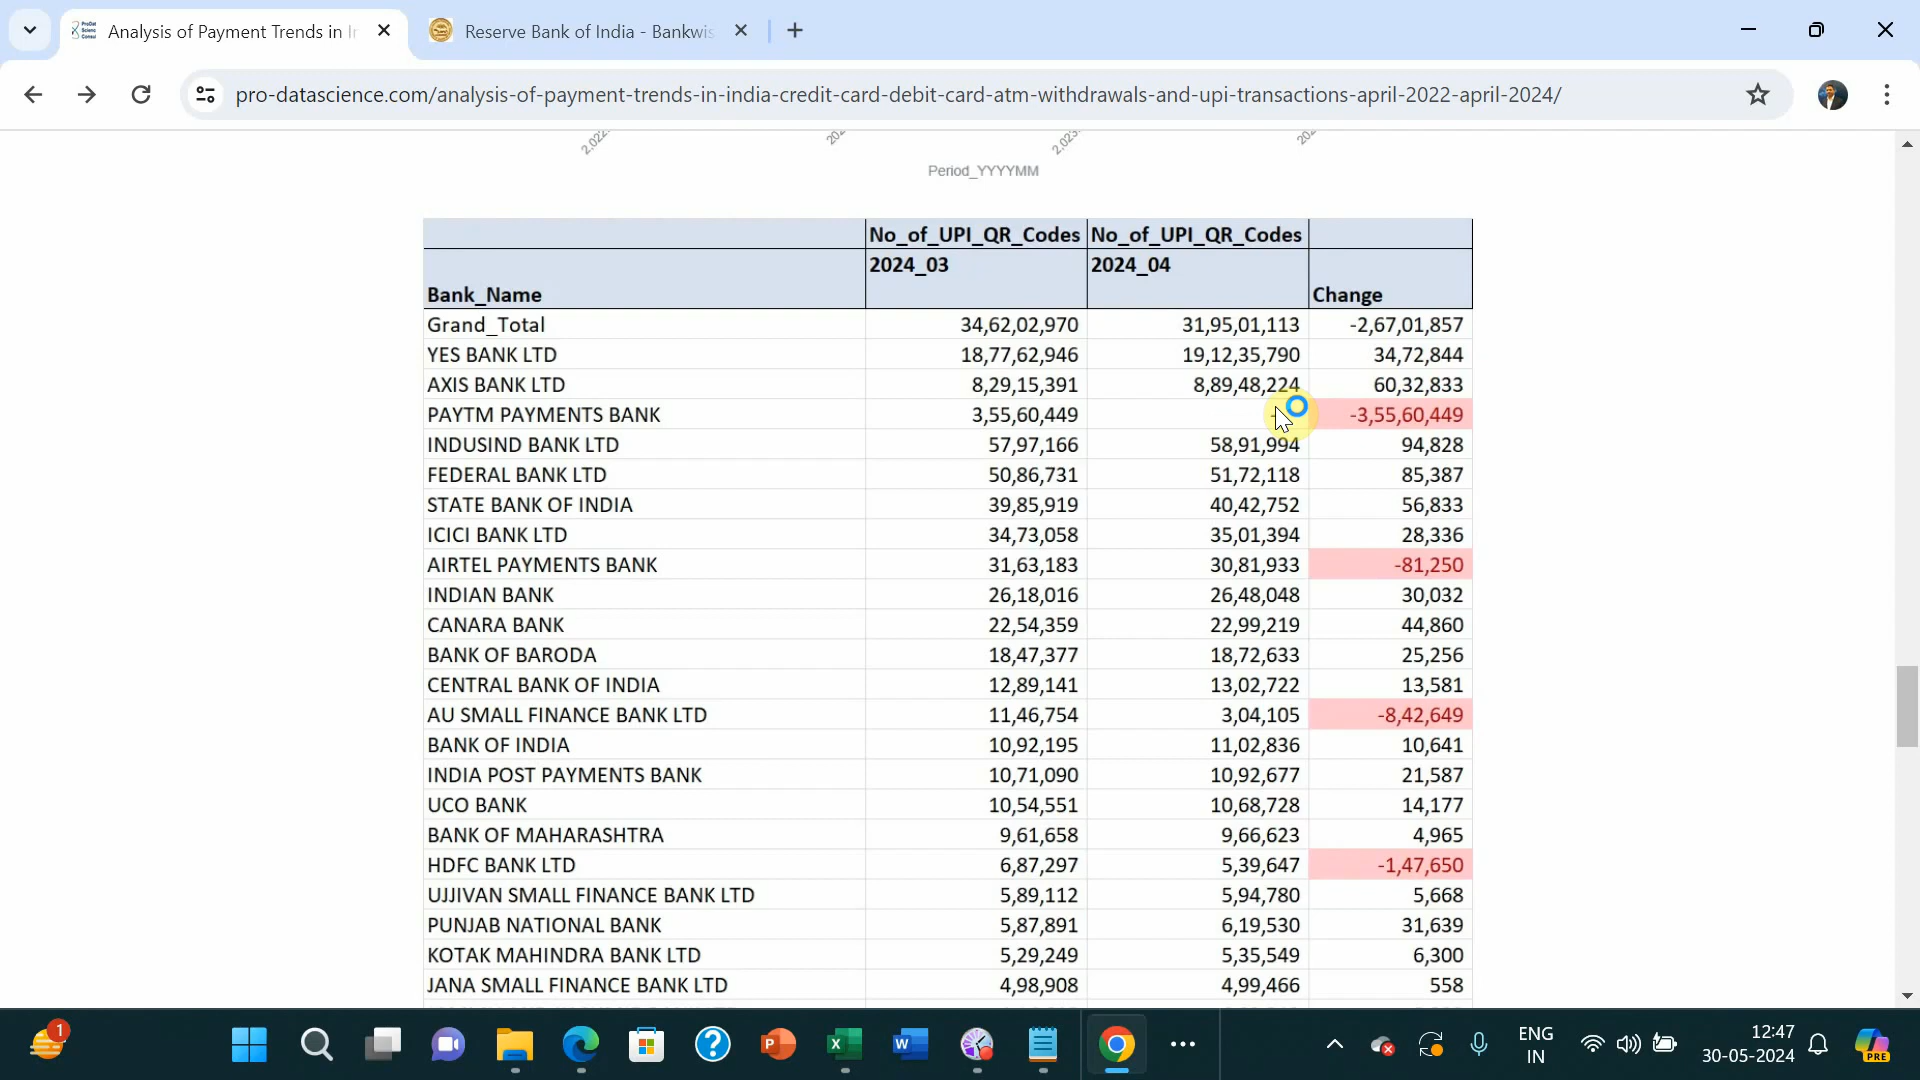 Analysis of Payment Trends in I
Reserve Bank of India - Bankwis
pro-datascience.com/analysis-of-payment-trends-in-india-credit-card-debit-card-atm-withdrawals-and-upi-transactions-april-2022-april-2024/
Period_YYYYMM
No_of_UPI_QR_Codes No_of_UPI_QR_Codes
2024_03 2024_04
Bank_Name Change
Grand_Total 34,62,02,970 31,95,01,113 -2,67,01,857
YES BANK LTD 18,77,62,946 19,12,35,790 34,72,844
AXIS BANK LTD 8,29,15,391 8,89,48,224 60,32,833
PAYTM PAYMENTS BANK 3,55,60,449 -3,55,60,449
INDUSIND BANK LTD 57,97,166 58,91,994 94,828
FEDERAL BANK LTD 50,86,731 51,72,118 85,387
STATE BANK OF INDIA 39,85,919 40,42,752 56,833
ICICI BANK LTD 34,73,058 35,01,394 28,336
AIRTEL PAYMENTS BANK 31,63,183 30,81,933 -81,250
INDIAN BANK 26,18,016 26,48,048 30,032
CANARA BANK 22,54,359 22,99,219 44,860
BANK OF BARODA 18,47,377 18,72,633 25,256
CENTRAL BANK OF INDIA 12,89,141 13,02,722 13,581
AU SMALL FINANCE BANK LTD 11,46,754 3,04,105 -8,42,649
BANK OF INDIA 10,92,195 11,02,836 10,641
INDIA POST PAYMENTS BANK 10,71,090 10,92,677 21,587
UCO BANK 10,54,551 10,68,728 14,177
BANK OF MAHARASHTRA 9,61,658 9,66,623 4,965
HDFC BANK LTD 6,87,297 5,39,647 -1,47,650
UJJIVAN SMALL FINANCE BANK LTD 5,89,112 5,94,780 5,668
PUNJAB NATIONAL BANK 5,87,891 6,19,530 31,639
KOTAK MAHINDRA BANK LTD 5,29,249 5,35,549 6,300
JANA SMALL FINANCE BANK LTD 4,98,908 4,99,466 558
1
P
X
W
ENG
IN
12:47
30-05-2024
PRE